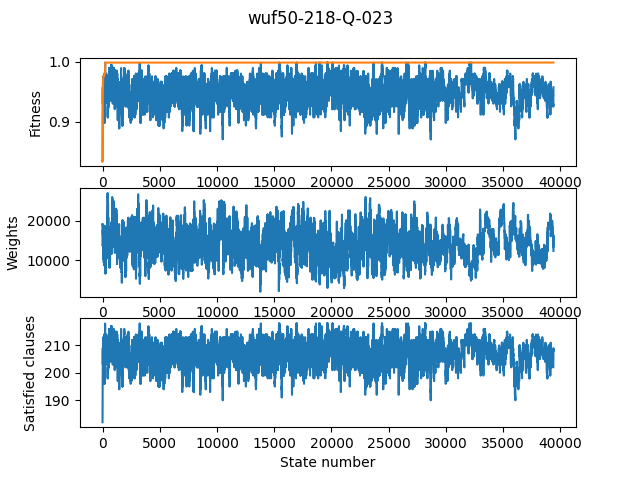 wuf50-218-Q-023
1.0
0.9
Fitness
0 5000 10000 15000 20000 25000 30000 35000 40000
20000
10000
Weights
0 5000 10000 15000 20000 25000 30000 35000 40000
210
200
190
Satisfied clauses
0 5000 10000 15000 20000 25000 30000 35000 40000
State number